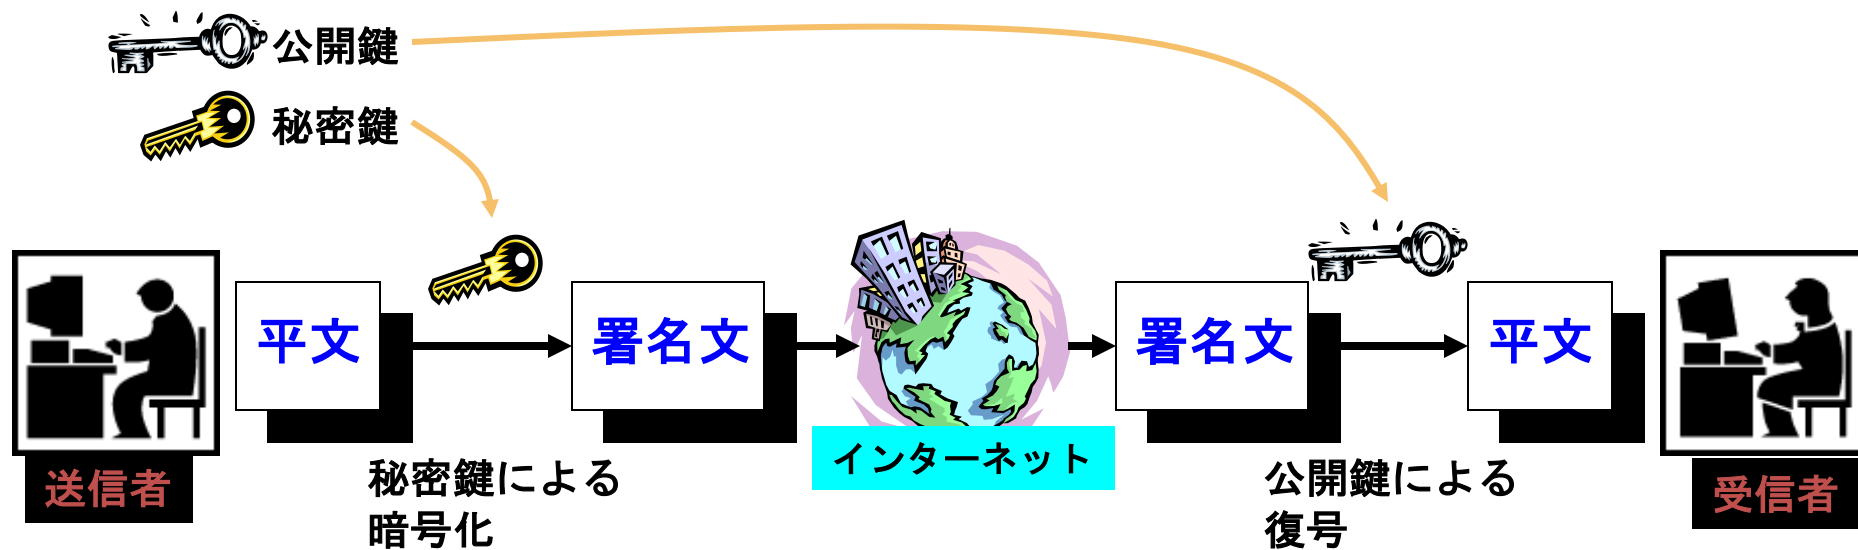 公開鍵
秘密鍵
平文
署名文
署名文
平文
インターネット
送信者
秘密鍵による
暗号化
公開鍵による
復号
受信者